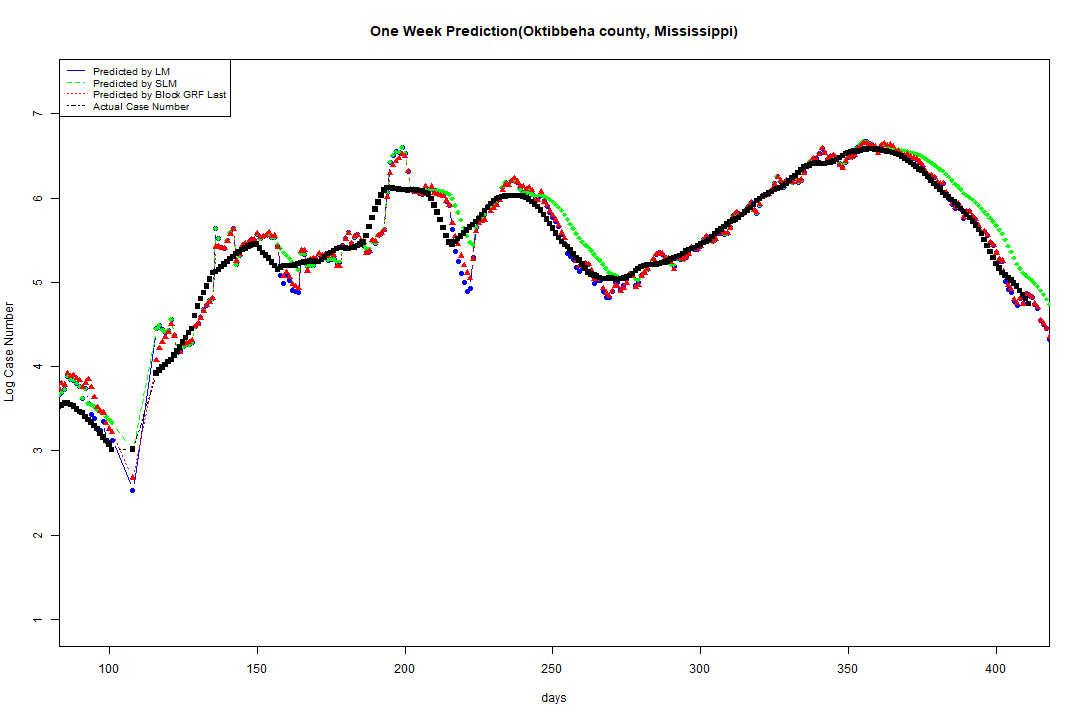 One Week Prediction(Oktibbeha county, Mississippi)
Predicted by LM
Predicted by SLM
Predicted by Block GRF Last
Actual Case Number
7
6
5
4
3
2
1
Log Case Number
100 150 200 250 300 350 400
days